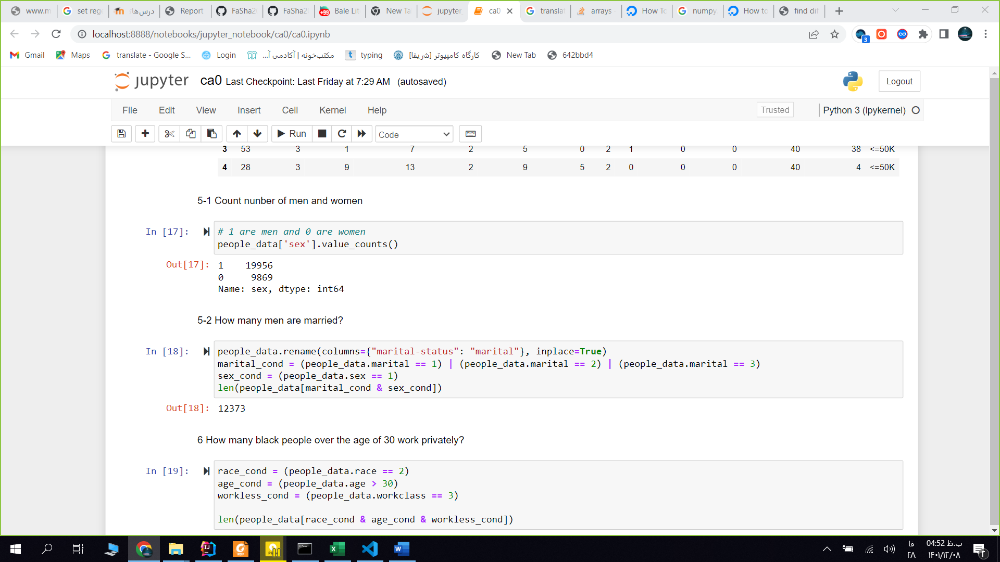 www.m
set rege
درس‌ها:
Report
FaSha2
FaSha2
+99
Bale Lit
New Ta
jupyter
ca0
translat
arrays -
How To
numpy
How to
find dif
localhost:8888/notebooks/jupyter_notebook/ca0/ca0.ipynb
3
Gmail
Maps
translate - Google S...
Login
مکتب‌خونه | آکادمی آ...
t
typing
کارگاه کامپیوتر [شریفا]
New Tab
642bbd4
jupyter ca0 Last Checkpoint: Last Friday at 7:29 AM (autosaved)
Logout
File Edit View Insert Cell Kernel Help
Trusted
Python 3 (ipykernel)
Run
Code
3 53 3 1 7 2 5 0 2 1 0 0 40 38 <=50K
4 28 3 9 13 2 9 5 2 0 0 0 40 4 <=50K
5-1 Count nunber of men and women
In [17]:
# 1 are men and 0 are women
people_data['sex'].value_counts()
Out[17]:
1    19956
0     9869
Name: sex, dtype: int64
5-2 How many men are married?
In [18]:
people_data.rename(columns={"marital-status": "marital"}, inplace=True)
marital_cond = (people_data.marital == 1) | (people_data.marital == 2) | (people_data.marital == 3)
sex_cond = (people_data.sex == 1)
len(people_data[marital_cond & sex_cond])
Out[18]: 12373
6 How many black people over the age of 30 work privately?
In [19]:
race_cond = (people_data.race == 2)
age_cond = (people_data.age > 30)
workless_cond = (people_data.workclass == 3)
len(people_data[race_cond & age_cond & workless_cond])
IJ
PDF
X
W
فا
FA
04:52 ب.ظ
۱۴۰۱/۱۲/۰۸
۲